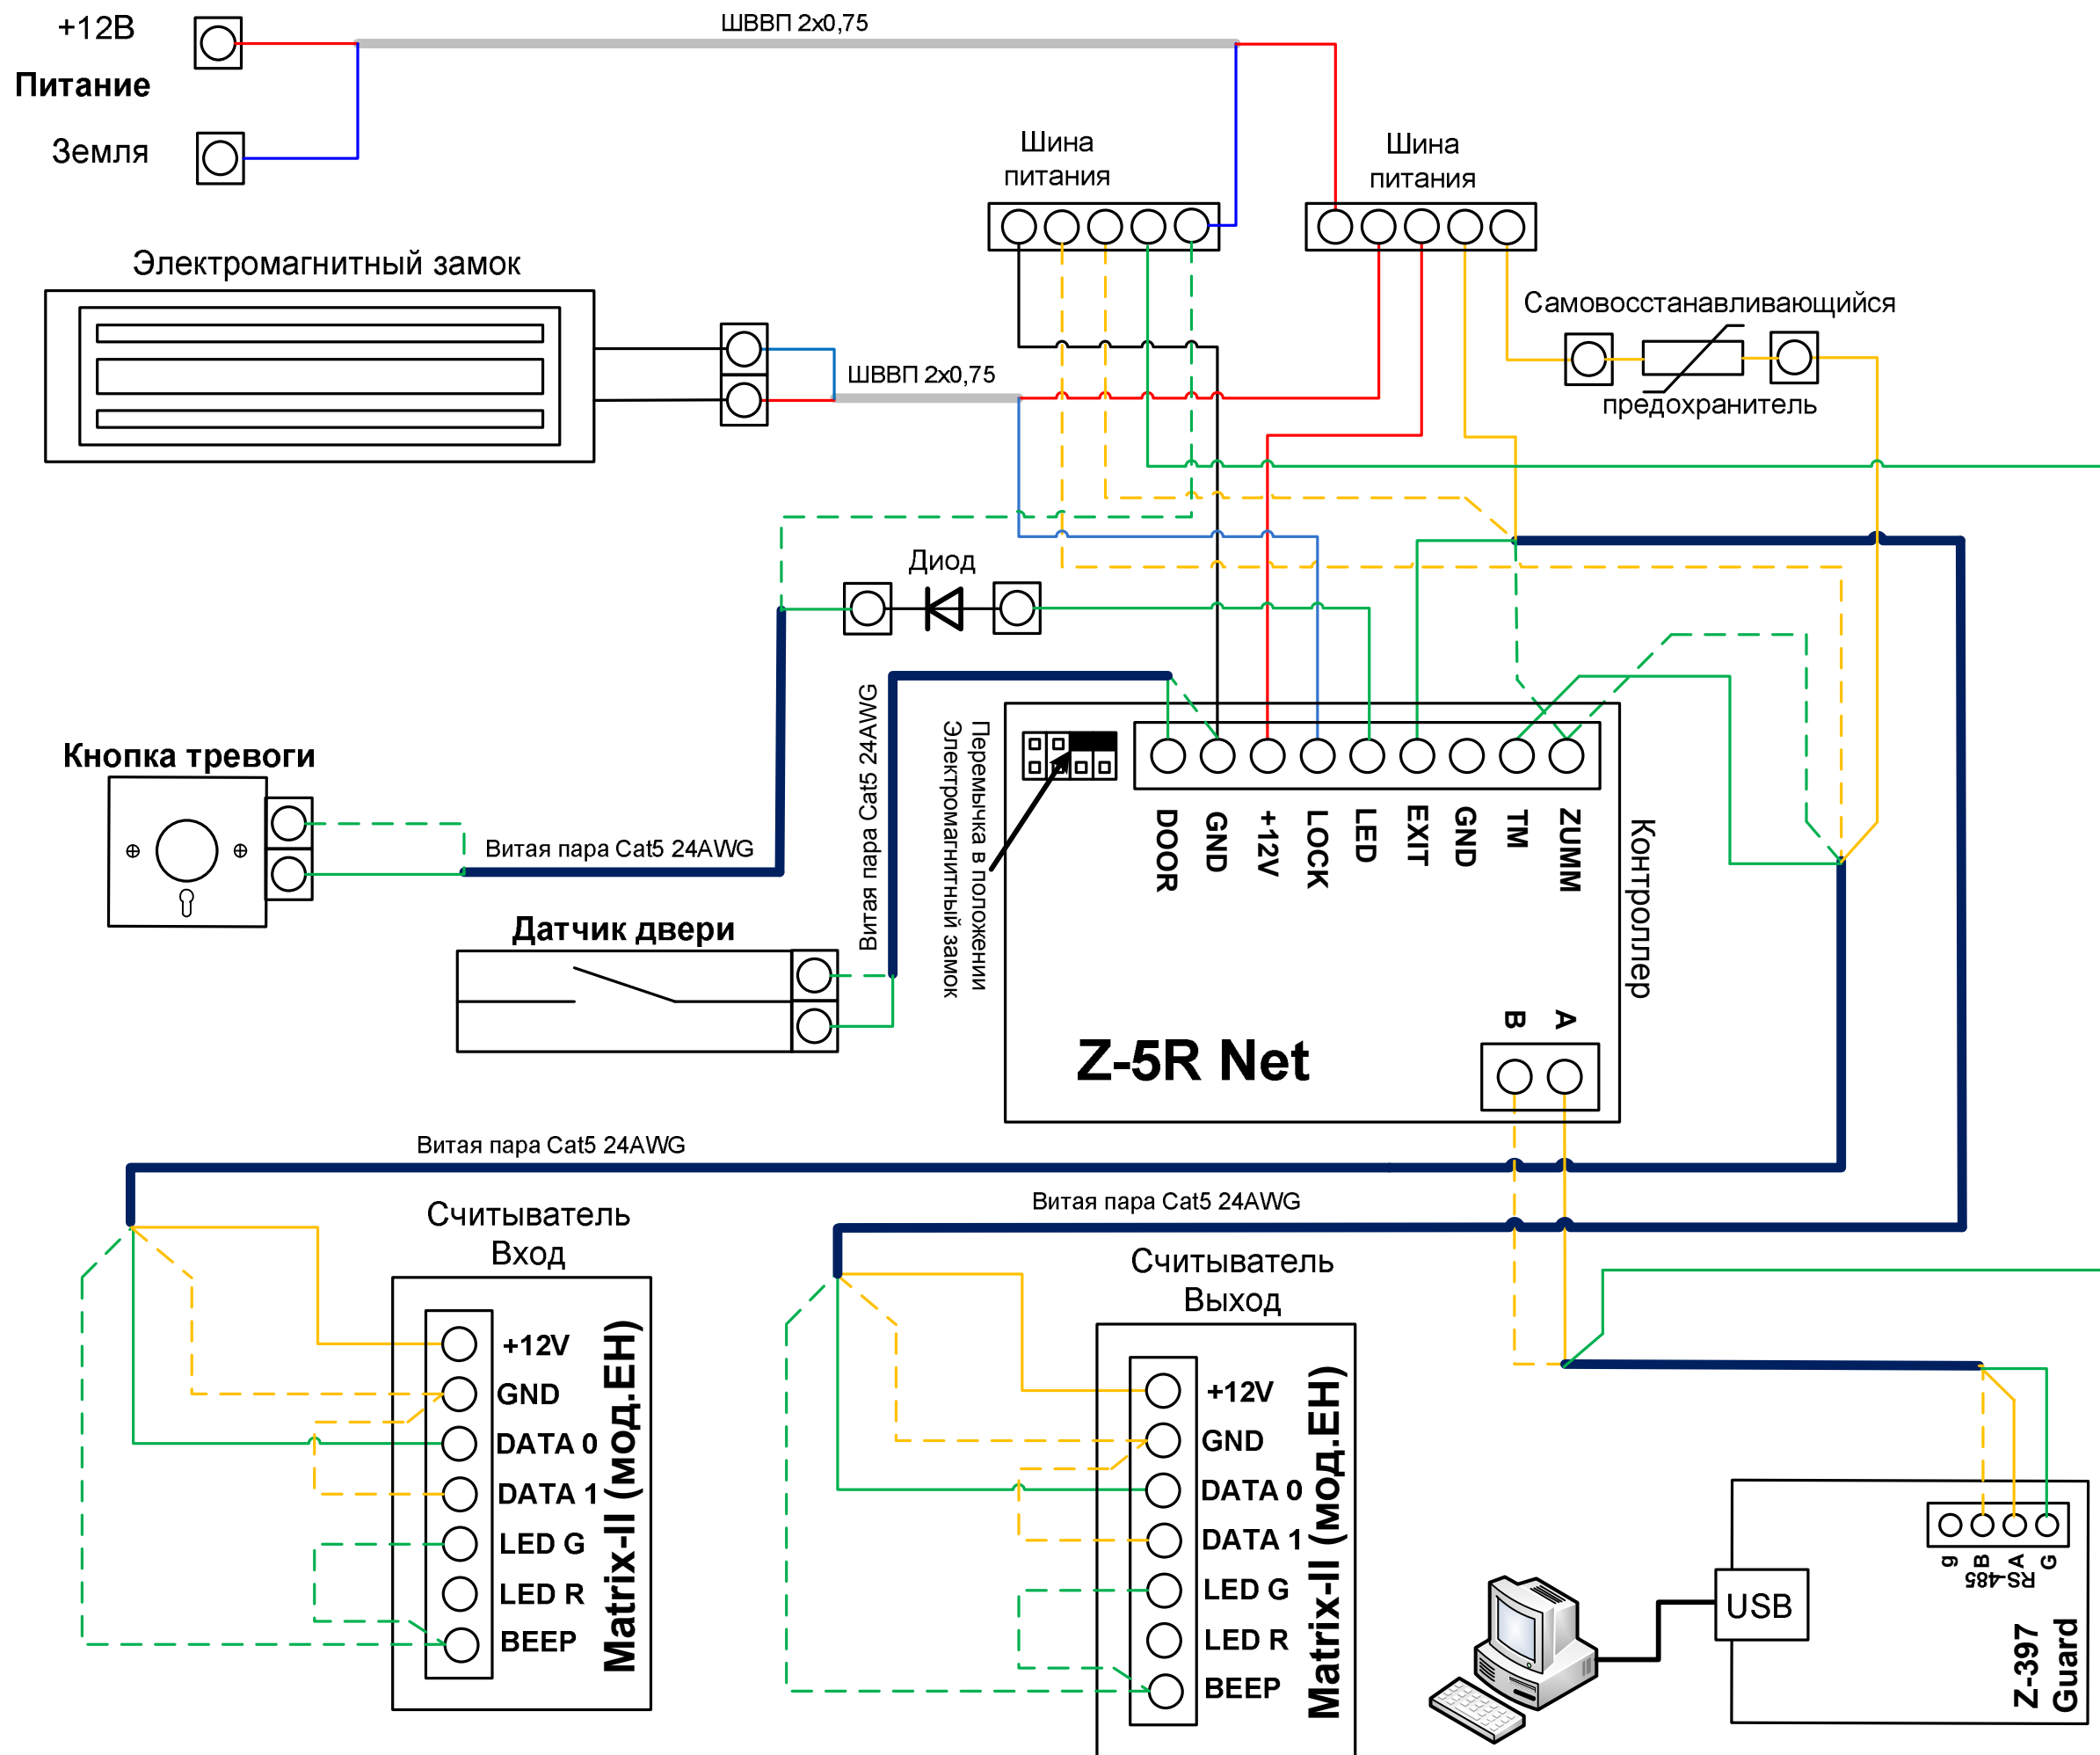 +12В
Питание
Земля
ШВВП 2х0,75
Шина
питания
Шина
питания
Электромагнитный замок
ШВВП 2х0,75
Самовосстанавливающийся
предохранитель
Диод
Кнопка тревоги
Витая пара Cat5 24AWG
Датчик двери
Витая пара Cat5 24AWG
Перемычка в положении
Электромагнитный замок
DOOR
GND
+12V
LOCK
LED
EXIT
GND
TM
ZUMM
Контроллер
B
A
Z-5R Net
Витая пара Cat5 24AWG
Считыватель
Вход
+12V
GND
DATA 0
DATA 1
LED G
LED R
BEEP
Matrix-II (мод.EH)
Витая пара Cat5 24AWG
Считыватель
Выход
+12V
GND
DATA 0
DATA 1
LED G
LED R
BEEP
Matrix-II (мод.EH)
USB
g
B
A
G
RS-485
Z-397
Guard